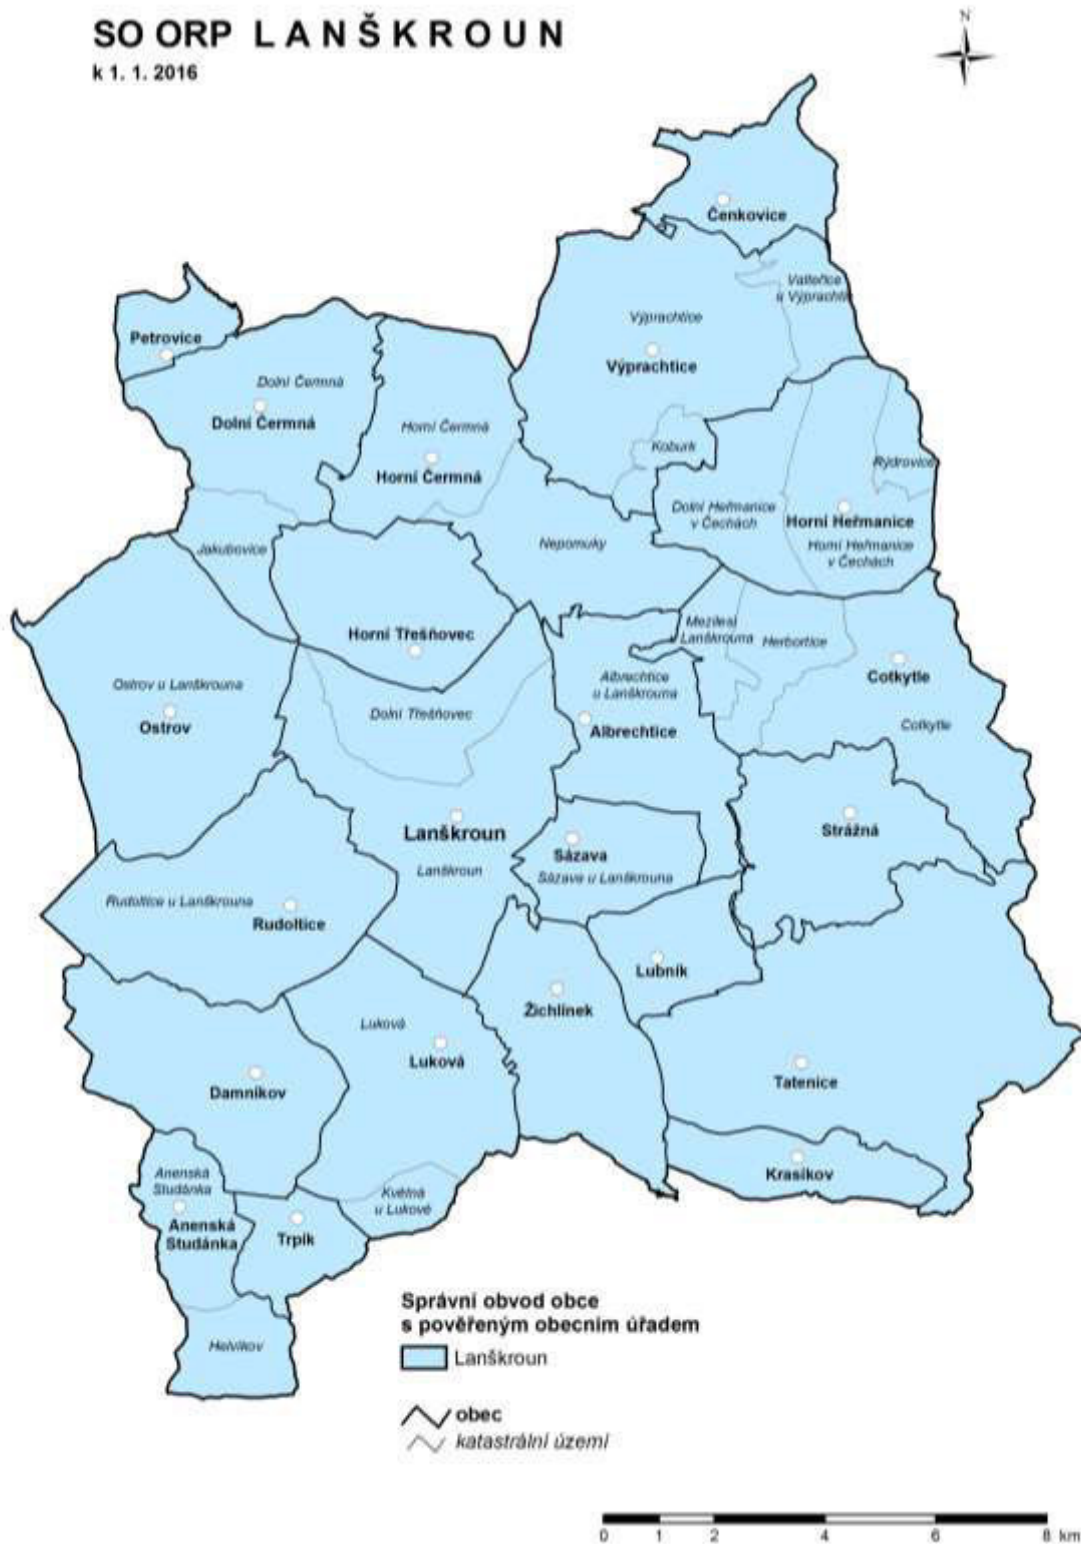 SO ORP LANŠKROUN
k 1. 1. 2016
N
Čenkovice
Valteřice
u Výpracht
Výprachtice
Petrovice
Výprachtice
Dolní Čermná
Dolní Čermná
Horní Čermná
Koburk
Rýdrovice
Horní Čermná
Dolní Heřmanice
v Čechách
Horní Heřmanice
Jakubovice
Nepomuky
Horní Heřmanice
v Čechách
Horní Třešňovec
Mezilesí
Lanškrouna
Herbortice
Ostrov u Lanškrouna
Albrechtice
u Lanškrouna
Cotkytle
Ostrov
Dolní Třešňovec
Albrechtice
Cotkytle
Lanškroun
Strážná
Sázava
Lanškroun
Sázava u Lanškrouna
Rudoltice u Lanškrouna
Rudoltice
Lubník
Žichlínek
Luková
Luková
Damníkov
Tatenice
Anenská
Studánka
Krasíkov
Květná
u Lukové
Anenská
Studánka
Trpík
Helvíkov
Správní obvod obce
s pověřeným obecním úřadem
Lanškroun
obec
katastrální území
0 1 2 4 6 8 km